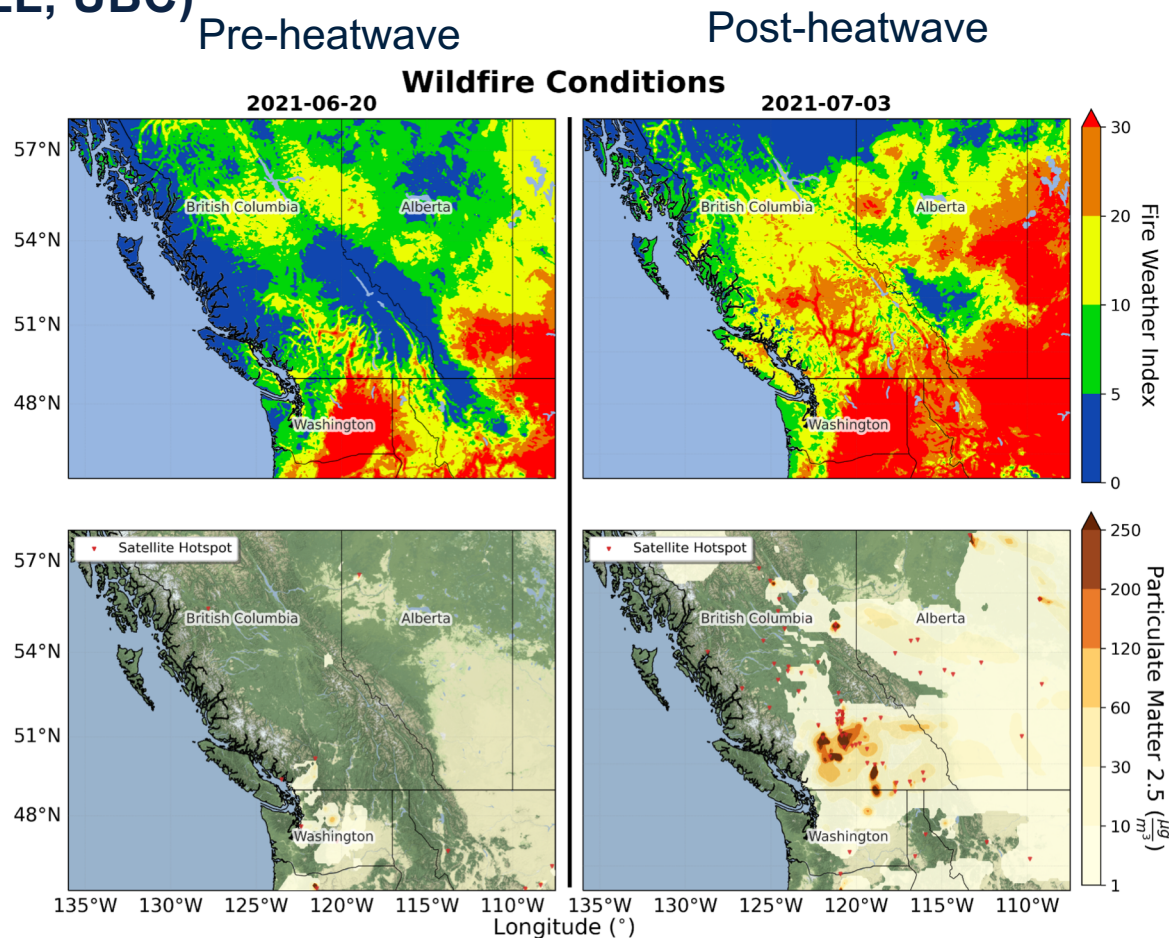 EL, UBC)
Pre-heatwave
Post-heatwave
Wildfire Conditions
2021-06-20
2021-07-03
57°N
54°N
51°N
48°N
British Columbia
Alberta
Washington
British Columbia
Alberta
Washington
30
20
10
5
0
Fire Weather Index
Satellite Hotspot
Satellite Hotspot
57°N
54°N
51°N
48°N
British Columbia
Alberta
Washington
British Columbia
Alberta
Washington
250
200
120
60
30
10
1
Particulate Matter 2.5 (µg/m³)
135°W 130°W 125°W 120°W 115°W 110°W
135°W 130°W 125°W 120°W 115°W 110°W
Longitude (°)